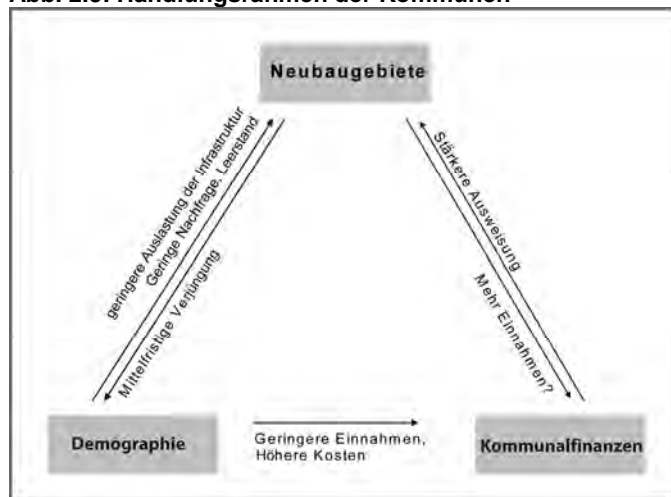 Neubaugebiete
geringere Auslastung der Infrastruktur
Geringe Nachfrage, Leerstand
Mittelfristige Verjüngung
Stärkere Ausweisung
Mehr Einnahmen?
Demographie
Geringere Einnahmen,
Höhere Kosten
Kommunalfinanzen